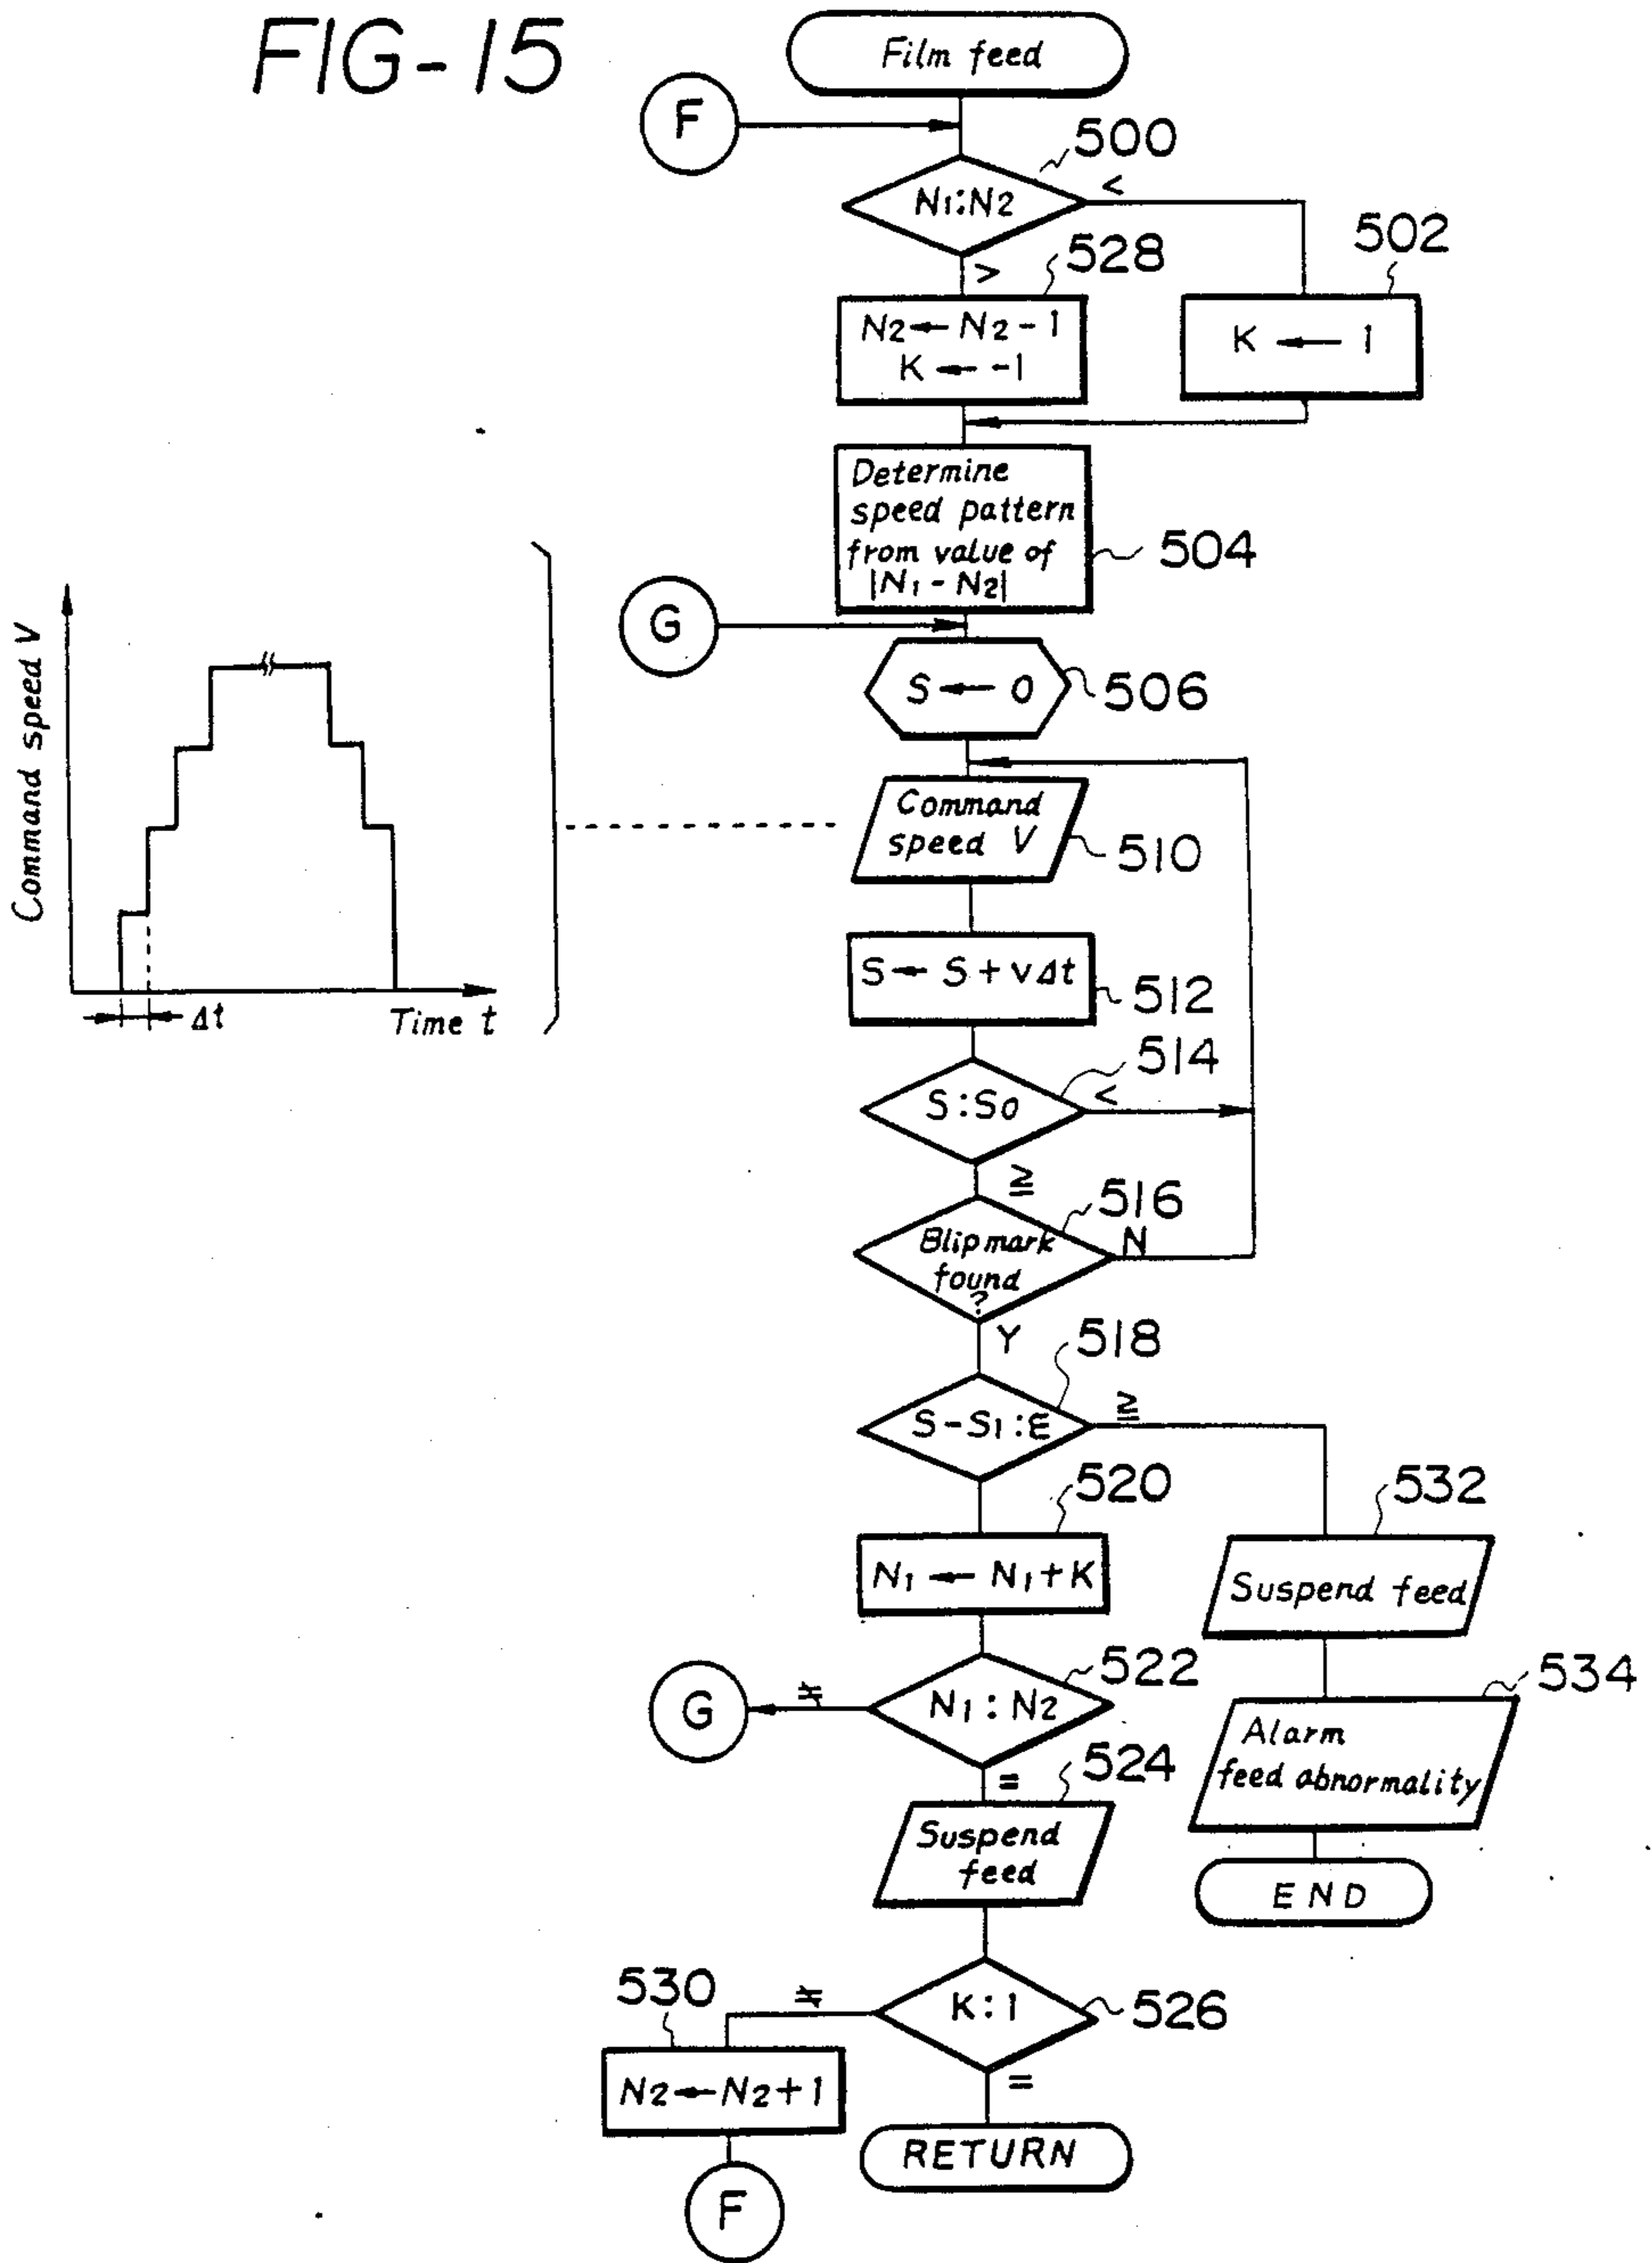 FIG-15
Film feed
F
500
N1:N2
<
>
528
502
N2←N2-1
K←-1
K←1
Determine
speed pattern
from value of
|N1-N2|
504
G
S←0
506
Command speed V
Δt
Time t
Command
speed V
510
S←S+vΔt
512
514
S:S0
<
≧
516
Blip mark
found
?
N
Y
518
S-S1:ε
≧
520
532
N1←N1+K
Suspend feed
522
G
≠
N1:N2
534
=
524
Alarm
feed abnormality
Suspend
feed
END
530
≠
K:1
526
=
N2←N2+1
RETURN
F